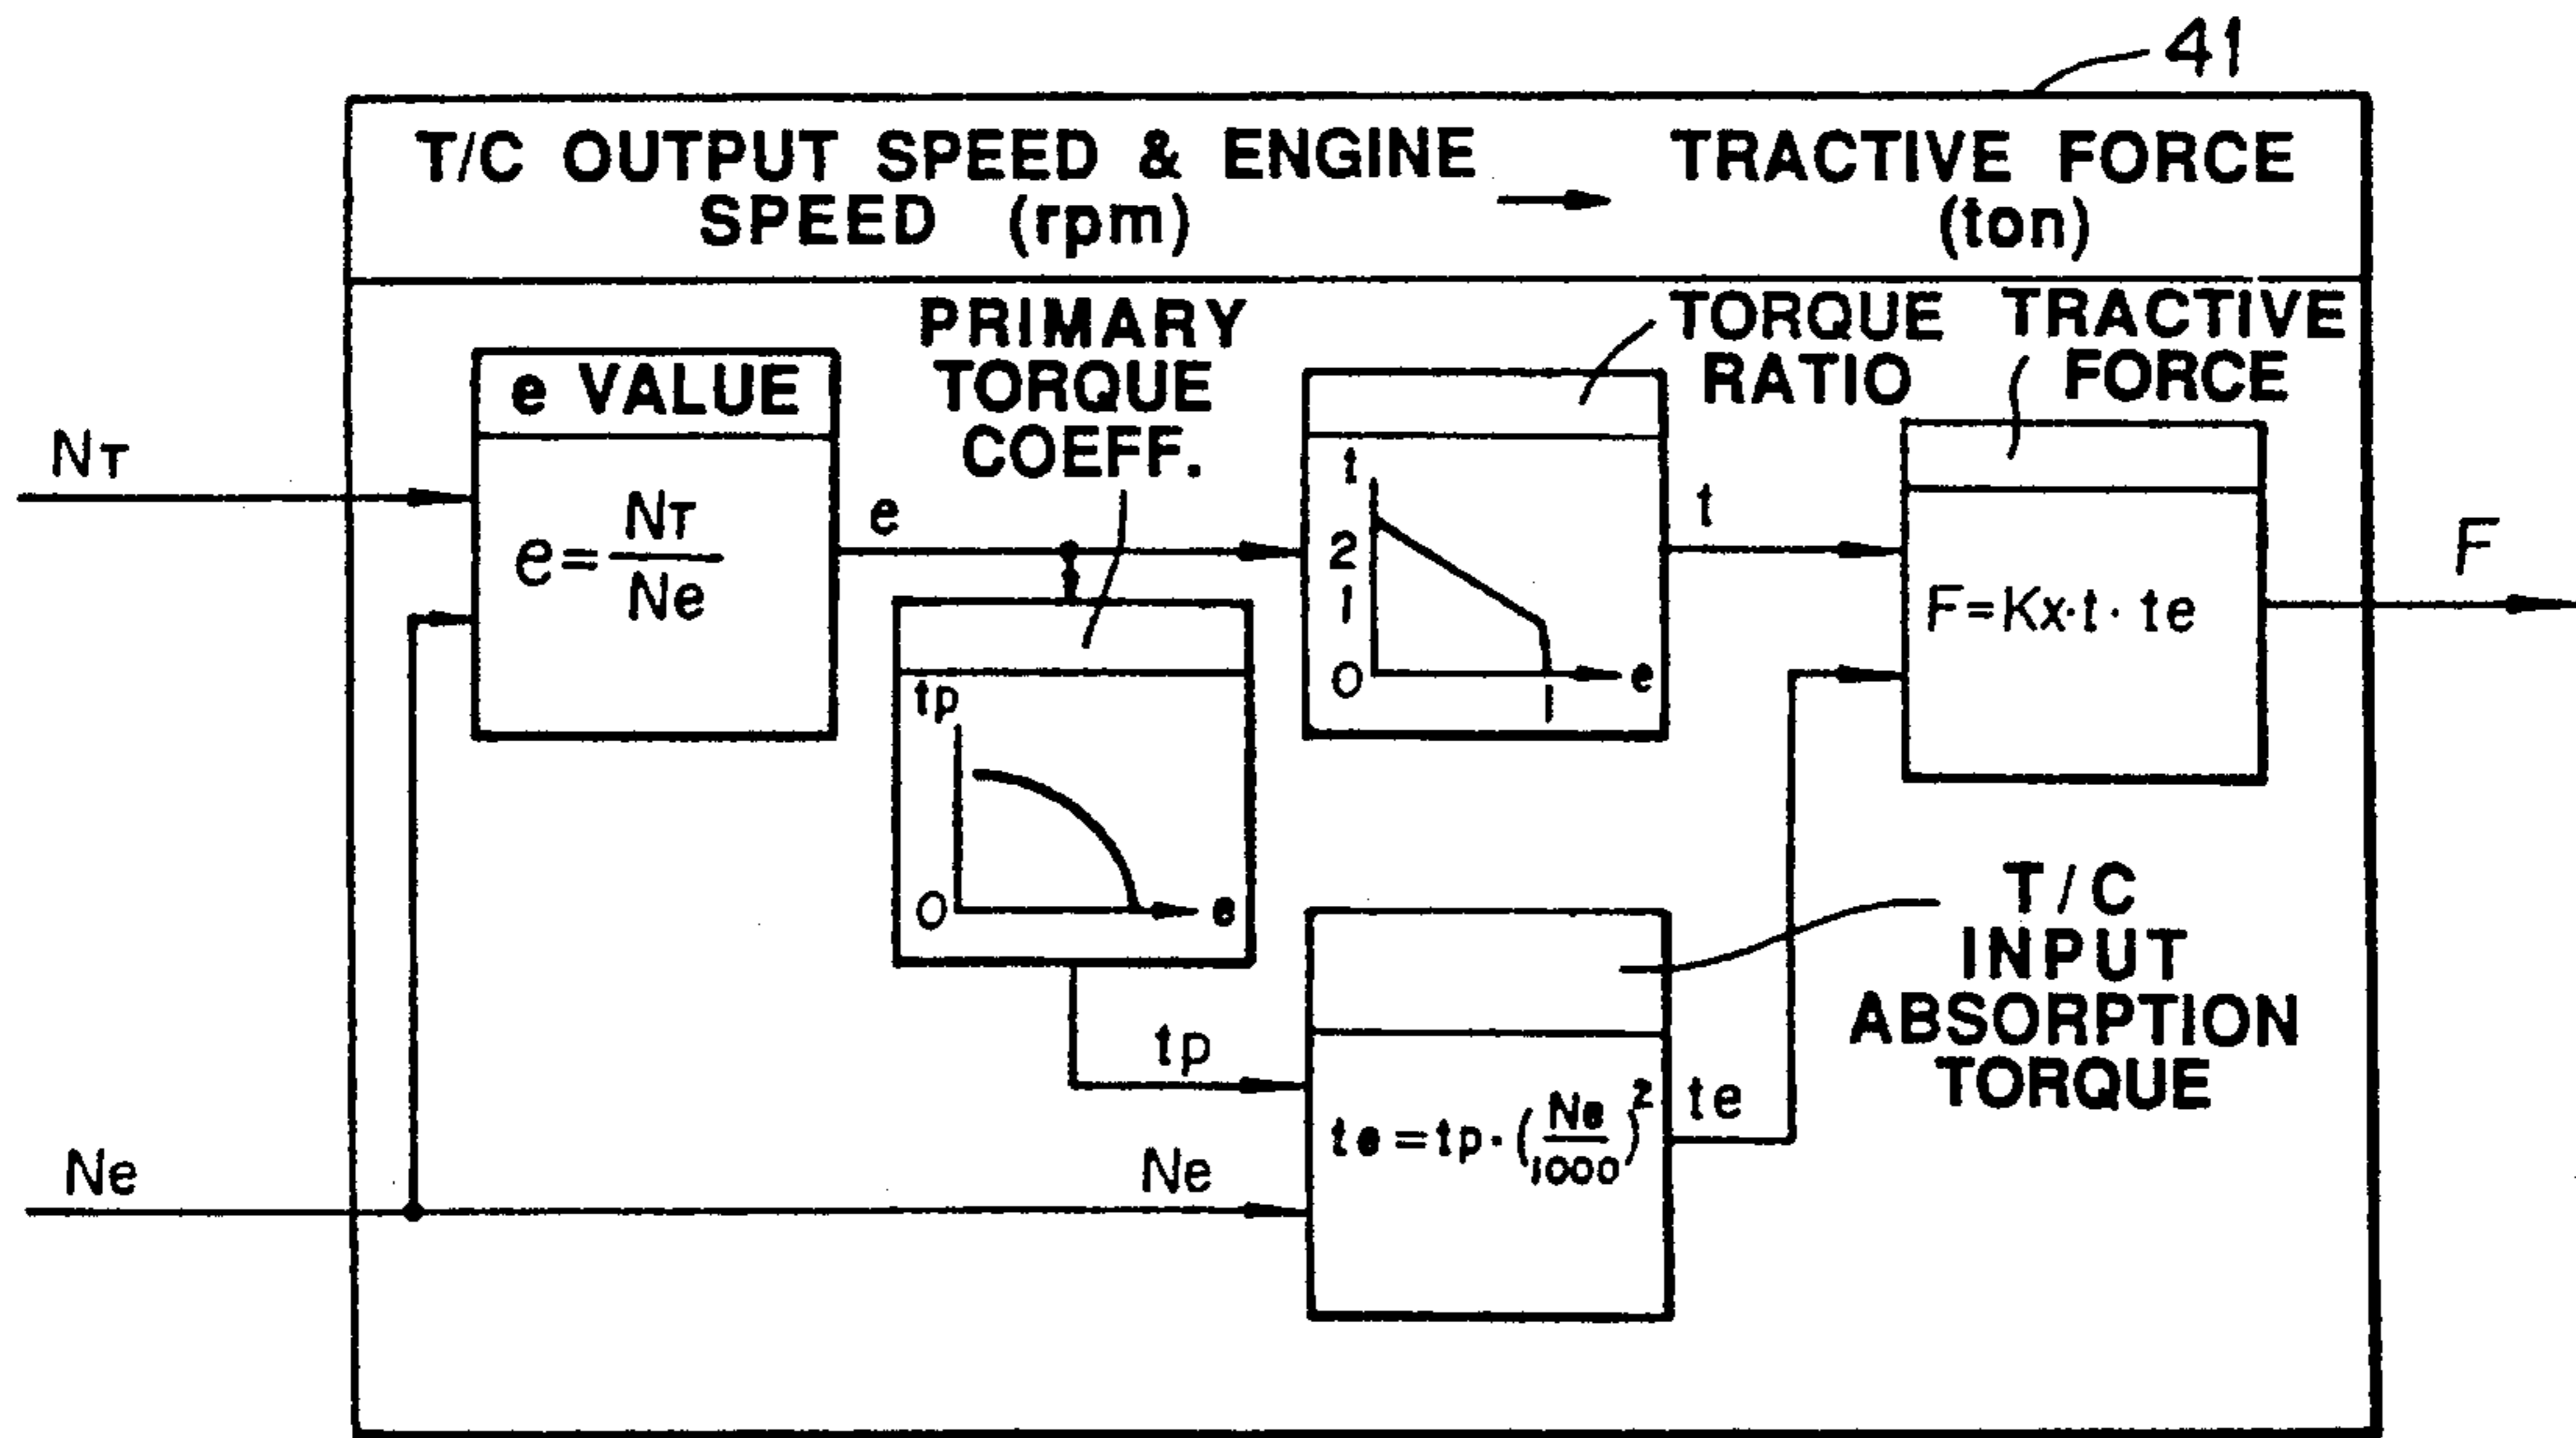 41
T/C OUTPUT SPEED & ENGINE
SPEED (rpm)
TRACTIVE FORCE
(ton)
PRIMARY
TORQUE
COEFF.
TORQUE
RATIO
TRACTIVE
FORCE
e VALUE
NT
e = NT / Ne
e
t
2
1
0
e
1
t
F = Kx·t·te
F
tp
0
e
T/C
INPUT
ABSORPTION
TORQUE
tp
te = tp·(Ne/1000)²
te
Ne
Ne